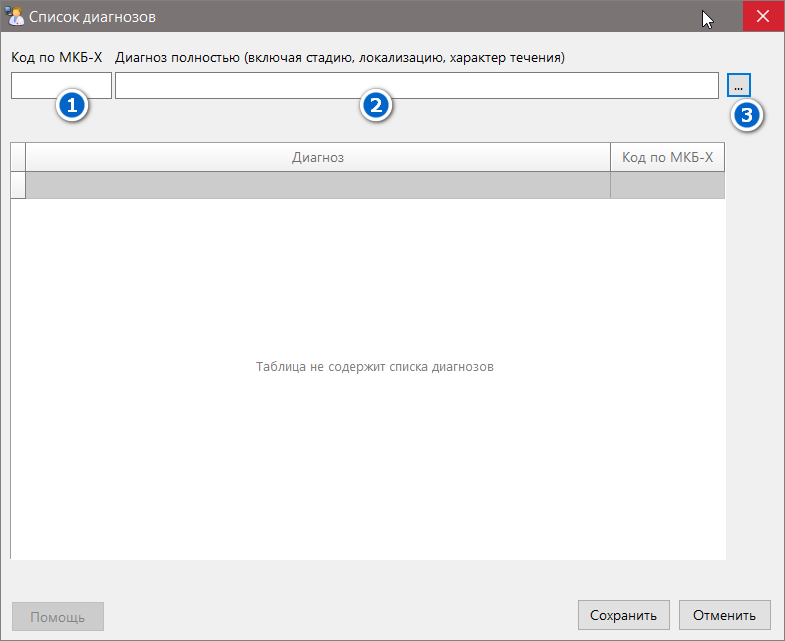 Список диагнозов
Код по МКБ-X Диагноз полностью (включая стадию, локализацию, характер течения)
...
1 2 3
Диагноз Код по МКБ-X
Таблица не содержит списка диагнозов
Помощь Сохранить Отменить